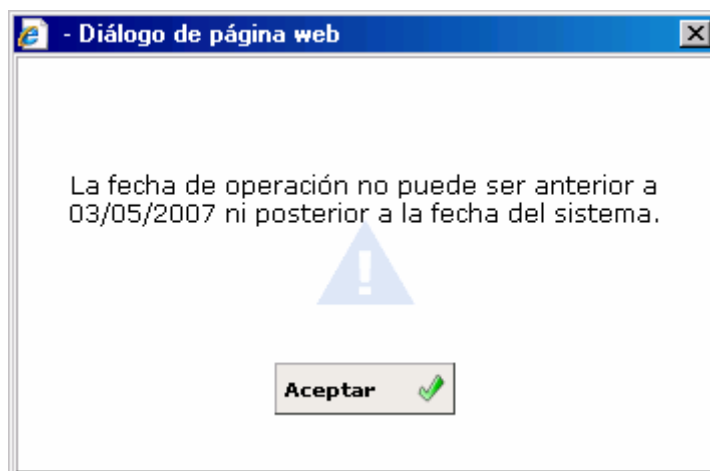 - Diálogo de página web
La fecha de operación no puede ser anterior a
03/05/2007 ni posterior a la fecha del sistema.
Aceptar